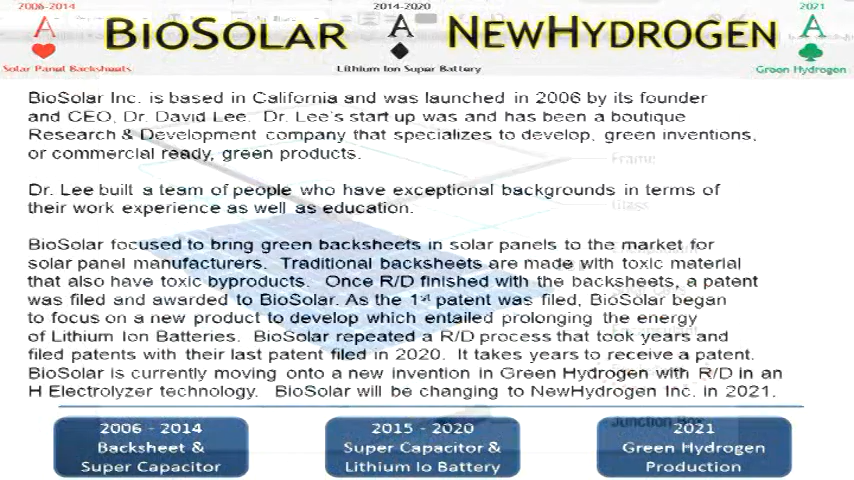 2006-2014
2014-2020
2021
A BIOSOLAR A NEWHYDROGEN A
Solar Panel Backsheets
Lithium Ion Super Battery
Green Hydrogen
BioSolar Inc. is based in California and was launched in 2006 by its founder
and CEO, Dr. David Lee. Dr. Lee's start up was and has been a boutique
Research & Development company that specializes to develop, green inventions,
or commercial ready, green products.
Frame
Dr. Lee built a team of people who have exceptional backgrounds in terms of
their work experience as well as education.
Glass
BioSolar focused to bring green backsheets in solar panels to the market for
solar panel manufacturers. Traditional backsheets are made with toxic material
that also have toxic byproducts. Once R/D finished with the backsheets, a patent
was filed and awarded to BioSolar. As the 1st patent was filed, BioSolar began
to focus on a new product to develop which entailed prolonging the energy
of Lithium Ion Batteries. BioSolar repeated a R/D process that took years and
filed patents with their last patent filed in 2020. It takes years to receive a patent.
BioSolar is currently moving onto a new invention in Green Hydrogen with R/D in an
H Electrolyzer technology. BioSolar will be changing to NewHydrogen Inc. in 2021.
Junction Box
2006 - 2014
Backsheet &
Super Capacitor
2015 - 2020
Super Capacitor &
Lithium Io Battery
2021
Green Hydrogen
Production